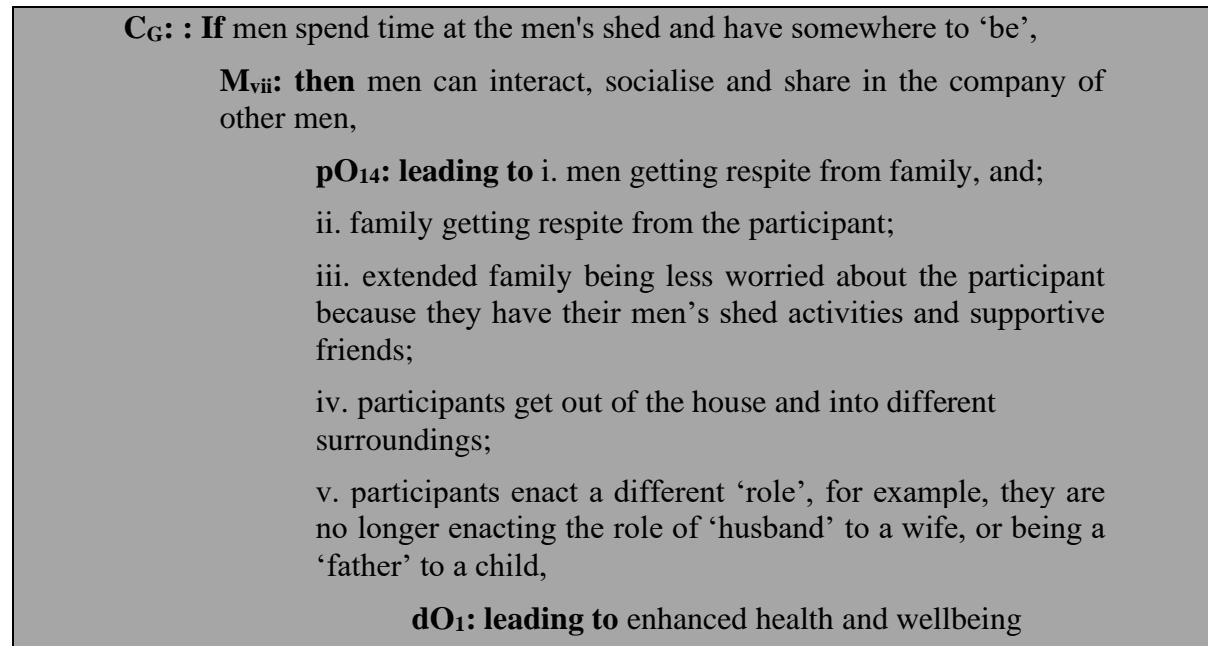 C_G: : If men spend time at the men's shed and have somewhere to ‘be’,
M_vii: then men can interact, socialise and share in the company of
other men,
pO_14: leading to i. men getting respite from family, and;
ii. family getting respite from the participant;
iii. extended family being less worried about the participant
because they have their men’s shed activities and supportive
friends;
iv. participants get out of the house and into different
surroundings;
v. participants enact a different ‘role’, for example, they are
no longer enacting the role of ‘husband’ to a wife, or being a
‘father’ to a child,
dO_1: leading to enhanced health and wellbeing